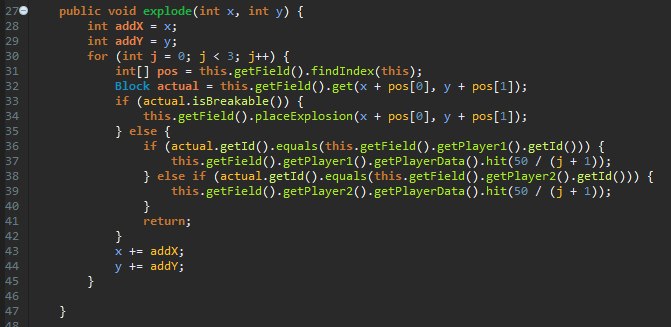 27 public void explode(int x, int y) {
28 int addX = x;
29 int addY = y;
30 for (int j = 0; j < 3; j++) {
31 int[] pos = this.getField().findIndex(this);
32 Block actual = this.getField().get(x + pos[0], y + pos[1]);
33 if (actual.isBreakable()) {
34 this.getField().placeExplosion(x + pos[0], y + pos[1]);
35 } else {
36 if (actual.getId().equals(this.getField().getPlayer1().getId())) {
37 this.getField().getPlayer1().getPlayerData().hit(50 / (j + 1));
38 } else if (actual.getId().equals(this.getField().getPlayer2().getId())) {
39 this.getField().getPlayer2().getPlayerData().hit(50 / (j + 1));
40 }
41 return;
42 }
43 x += addX;
44 y += addY;
45 }
46
47 }
48